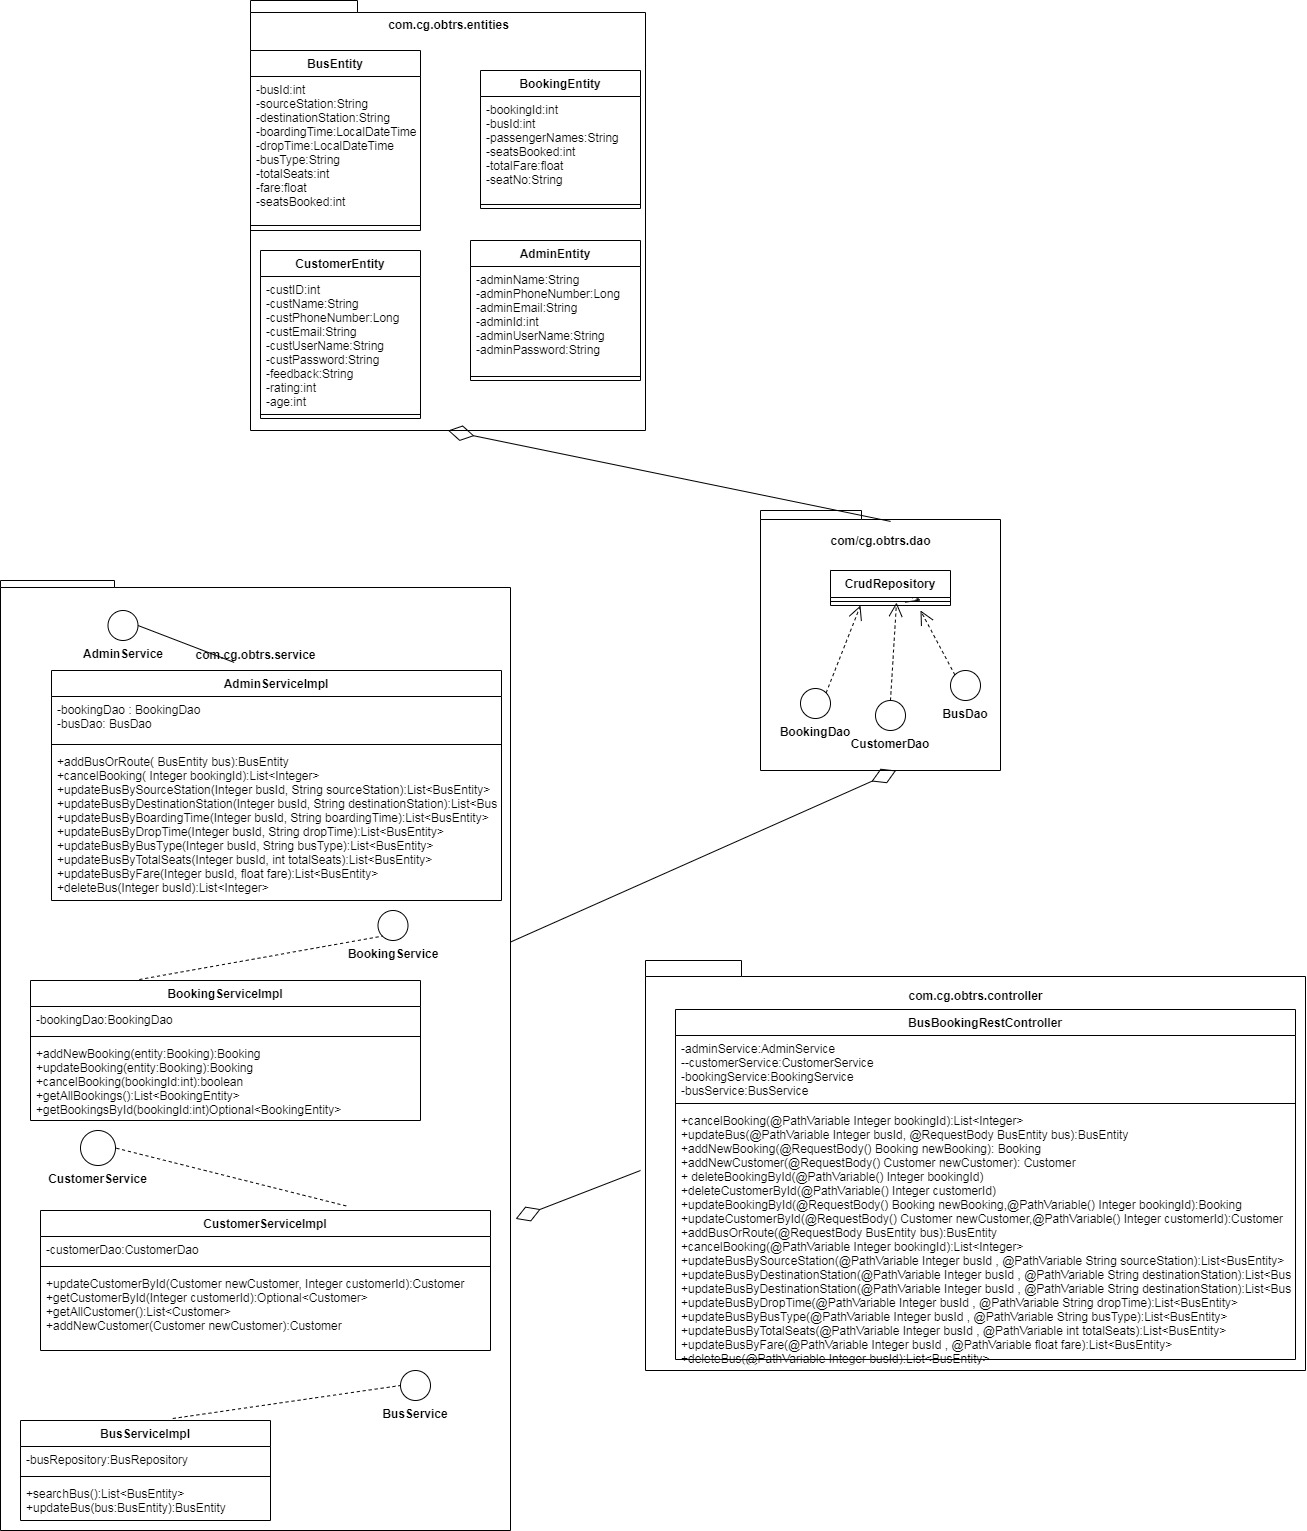 com.cg.obtrs.entities
BusEntity
-busId:int
-sourceStation:String
-destinationStation:String
-boardingTime:LocalDateTime
-dropTime:LocalDateTime
-busType:String
-totalSeats:int
-fare:float
-seatsBooked:int
BookingEntity
-bookingId:int
-busId:int
-passengerNames:String
-seatsBooked:int
-totalFare:float
-seatNo:String
CustomerEntity
-custID:int
-custName:String
-custPhoneNumber:Long
-custEmail:String
-custUserName:String
-custPassword:String
-feedback:String
-rating:int
-age:int
AdminEntity
-adminName:String
-adminPhoneNumber:Long
-adminEmail:String
-adminId:int
-adminUserName:String
-adminPassword:String
com/cg.obtrs.dao
CrudRepository
BookingDao
CustomerDao
BusDao
AdminService
com.cg.obtrs.service
AdminServiceImpl
-bookingDao : BookingDao
-busDao: BusDao
+addBusOrRoute( BusEntity bus):BusEntity
+cancelBooking( Integer bookingId):List<Integer>
+updateBusBySourceStation(Integer busId, String sourceStation):List<BusEntity>
+updateBusByDestinationStation(Integer busId, String destinationStation):List<Bus
+updateBusByBoardingTime(Integer busId, String boardingTime):List<BusEntity>
+updateBusByDropTime(Integer busId, String dropTime):List<BusEntity>
+updateBusByBusType(Integer busId, String busType):List<BusEntity>
+updateBusByTotalSeats(Integer busId, int totalSeats):List<BusEntity>
+updateBusByFare(Integer busId, float fare):List<BusEntity>
+deleteBus(Integer busId):List<Integer>
BookingService
BookingServiceImpl
-bookingDao:BookingDao
+addNewBooking(entity:Booking):Booking
+updateBooking(entity:Booking):Booking
+cancelBooking(bookingId:int):boolean
+getAllBookings():List<BookingEntity>
+getBookingsById(bookingId:int)Optional<BookingEntity>
CustomerService
CustomerServiceImpl
-customerDao:CustomerDao
+updateCustomerById(Customer newCustomer, Integer customerId):Customer
+getCustomerById(Integer customerId):Optional<Customer>
+getAllCustomer():List<Customer>
+addNewCustomer(Customer newCustomer):Customer
BusService
BusServiceImpl
-busRepository:BusRepository
+searchBus():List<BusEntity>
+updateBus(bus:BusEntity):BusEntity
com.cg.obtrs.controller
BusBookingRestController
-adminService:AdminService
--customerService:CustomerService
-bookingService:BookingService
-busService:BusService
+cancelBooking(@PathVariable Integer bookingId):List<Integer>
+updateBus(@PathVariable Integer busId, @RequestBody BusEntity bus):BusEntity
+addNewBooking(@RequestBody() Booking newBooking): Booking
+addNewCustomer(@RequestBody() Customer newCustomer): Customer
+ deleteBookingById(@PathVariable() Integer bookingId)
+deleteCustomerById(@PathVariable() Integer customerId)
+updateBookingById(@RequestBody() Booking newBooking,@PathVariable() Integer bookingId):Booking
+updateCustomerById(@RequestBody() Customer newCustomer,@PathVariable() Integer customerId):Customer
+addBusOrRoute(@RequestBody BusEntity bus):BusEntity
+cancelBooking(@PathVariable Integer bookingId):List<Integer>
+updateBusBySourceStation(@PathVariable Integer busId , @PathVariable String sourceStation):List<BusEntity>
+updateBusByDestinationStation(@PathVariable Integer busId , @PathVariable String destinationStation):List<Bus
+updateBusByDestinationStation(@PathVariable Integer busId , @PathVariable String destinationStation):List<Bus
+updateBusByDropTime(@PathVariable Integer busId , @PathVariable String dropTime):List<BusEntity>
+updateBusByBusType(@PathVariable Integer busId , @PathVariable String busType):List<BusEntity>
+updateBusByTotalSeats(@PathVariable Integer busId , @PathVariable int totalSeats):List<BusEntity>
+updateBusByFare(@PathVariable Integer busId , @PathVariable float fare):List<BusEntity>
+deleteBus(@PathVariable Integer busId):List<BusEntity>